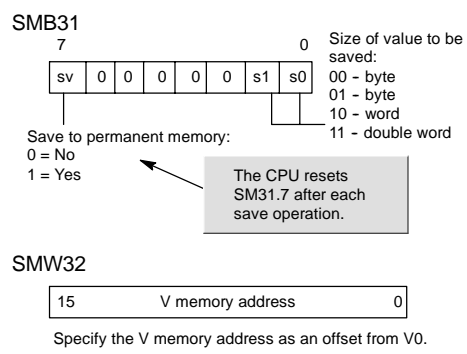 SMB31
7 0
sv 0 0 0 0 0 s1 s0
Size of value to be
saved:
00 - byte
01 - byte
10 - word
11 - double word
Save to permanent memory:
0 = No
1 = Yes
The CPU resets
SM31.7 after each
save operation.
SMW32
15 V memory address 0
Specify the V memory address as an offset from V0.